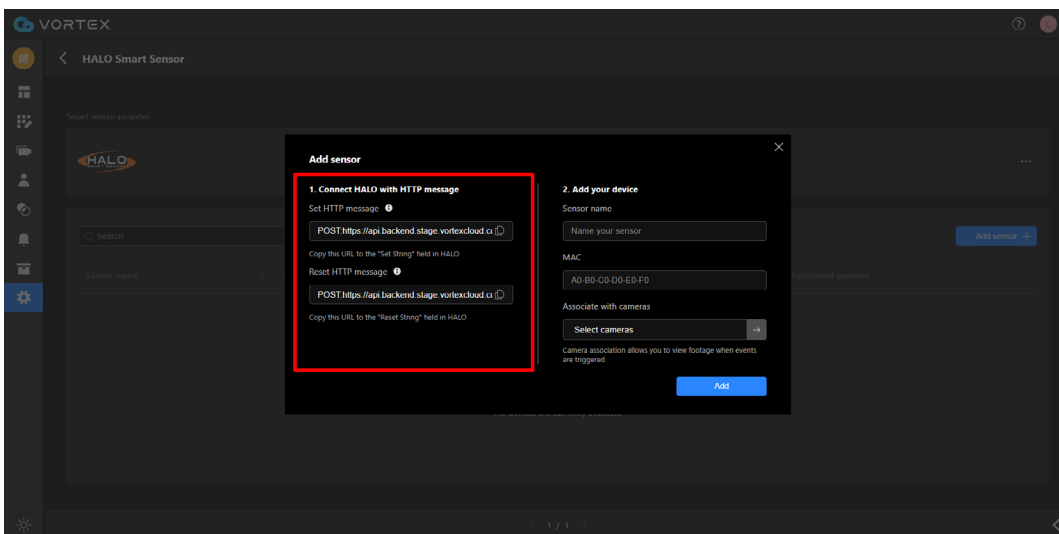 VORTEX
HALO Smart Sensor
Smart sensor provider
HALO
Add sensor
1. Connect HALO with HTTP message
Set HTTP message
POST:https://api.backend.stage.vortexcloud.c
Copy this URL to the "Set String" field in HALO
Reset HTTP message
POST:https://api.backend.stage.vortexcloud.c
Copy this URL to the "Reset String" field in HALO
2. Add your device
Sensor name
Name your sensor
MAC
A0-B0-C0-D0-E0-F0
Associate with cameras
Select cameras
Camera association allows you to view footage when events
are triggered
Add
Search
Add sensor +
Sensor name
Associated cameras
No devices are currently available
1 / 1